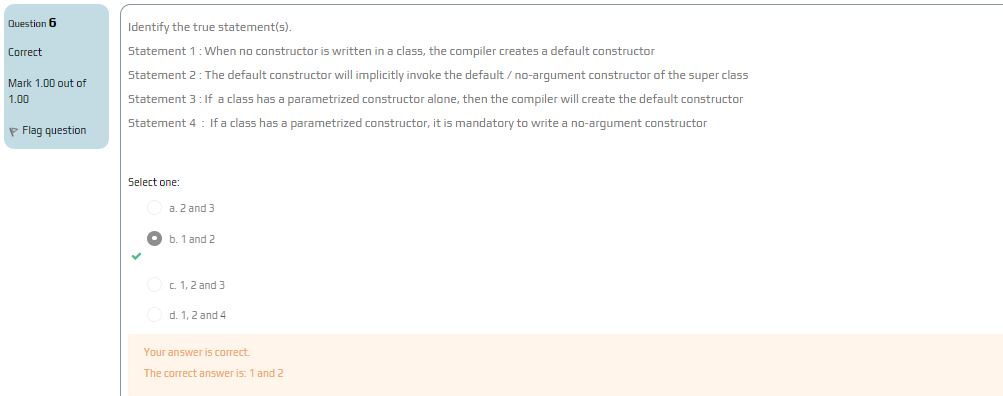 Question 6
Correct
Mark 1.00 out of
1.00
Flag question
Identify the true statement(s).
Statement 1 : When no constructor is written in a class, the compiler creates a default constructor
Statement 2 : The default constructor will implicitly invoke the default / no-argument constructor of the super class
Statement 3 : If a class has a parametrized constructor alone, then the compiler will create the default constructor
Statement 4 : If a class has a parametrized constructor, it is mandatory to write a no-argument constructor
Select one:
a. 2 and 3
b. 1 and 2
c. 1, 2 and 3
d. 1, 2 and 4
Your answer is correct.
The correct answer is: 1 and 2